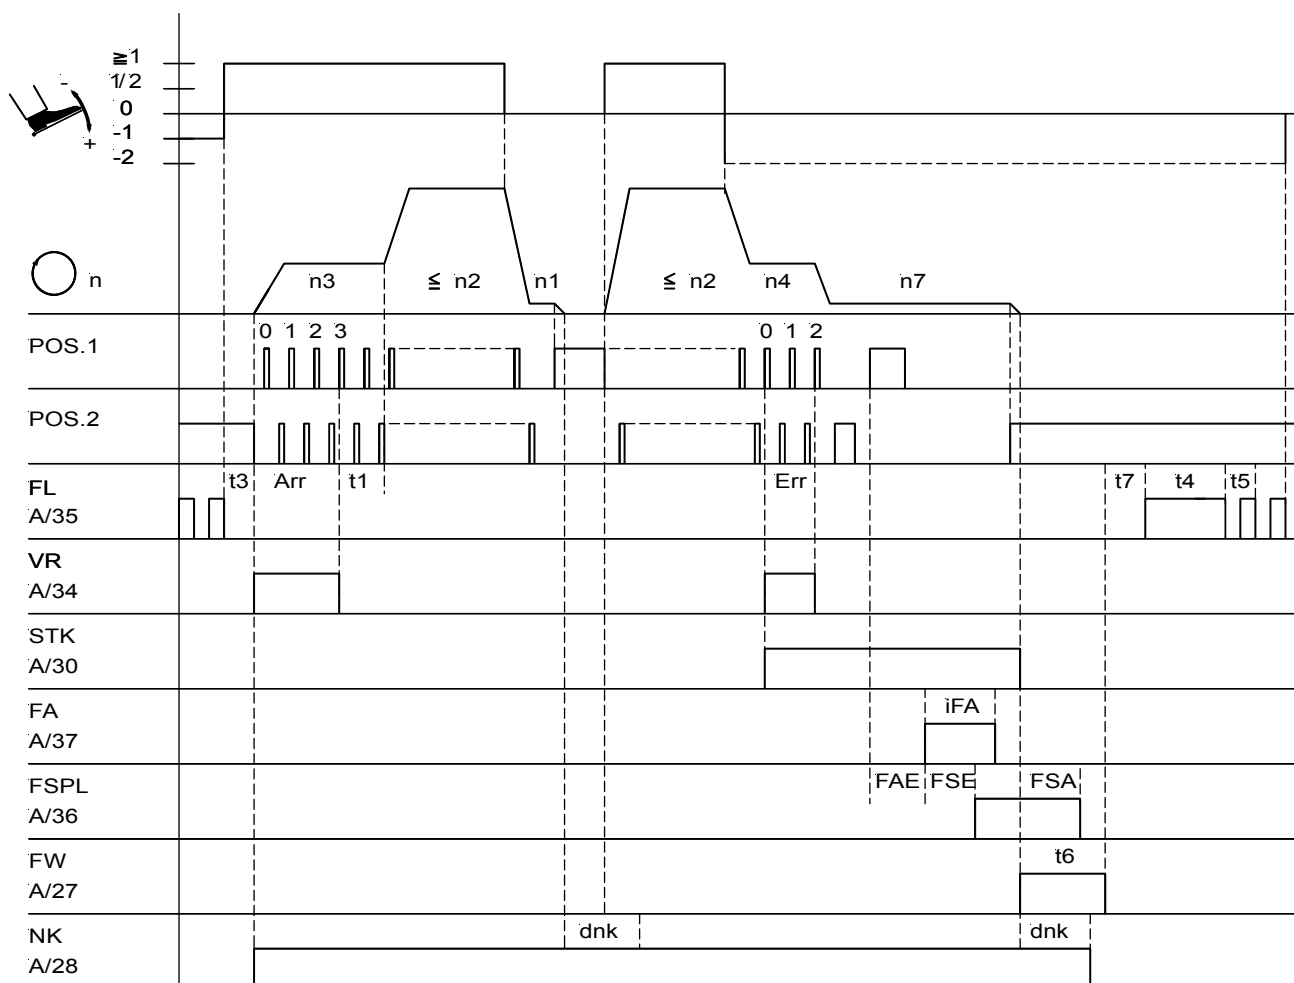 ≧1
1/2
-
0
-1
+
-2
n
n3
≦ n2
n1
≦ n2
n4
n7
0 1 2 3
0 1 2
POS.1
POS.2
t3 Arr t1
Err
t7 t4 t5
FL
A/35
VR
A/34
STK
A/30
FA
iFA
A/37
FSPL
FAE FSE FSA
A/36
FW
t6
A/27
NK
dnk
dnk
A/28